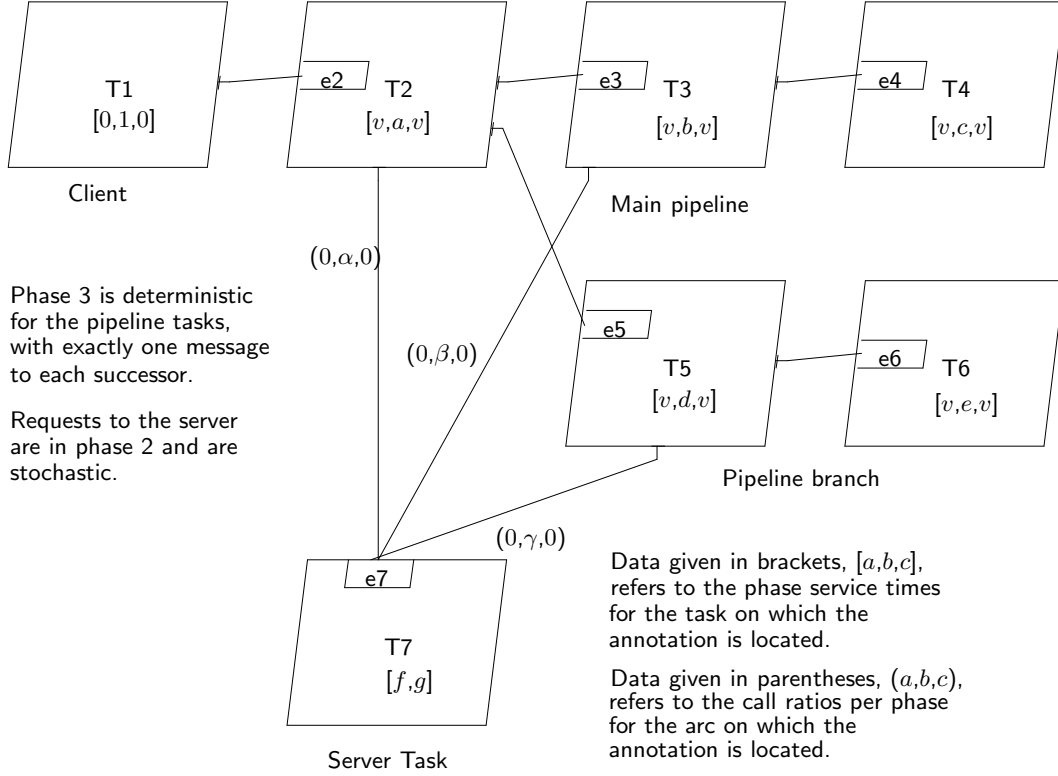 e2
e3
e4
T1
T2
T3
T4
[0,1,0]
[v,a,v]
[v,b,v]
[v,c,v]
Client
Main pipeline
(0,α,0)
Phase 3 is deterministic
for the pipeline tasks,
with exactly one message
to each successor.
Requests to the server
are in phase 2 and are
stochastic.
(0,β,0)
e5
e6
T5
T6
[v,d,v]
[v,e,v]
Pipeline branch
(0,γ,0)
e7
T7
[f,g]
Server Task
Data given in brackets, [a,b,c],
refers to the phase service times
for the task on which the
annotation is located.
Data given in parentheses, (a,b,c),
refers to the call ratios per phase
for the arc on which the
annotation is located.